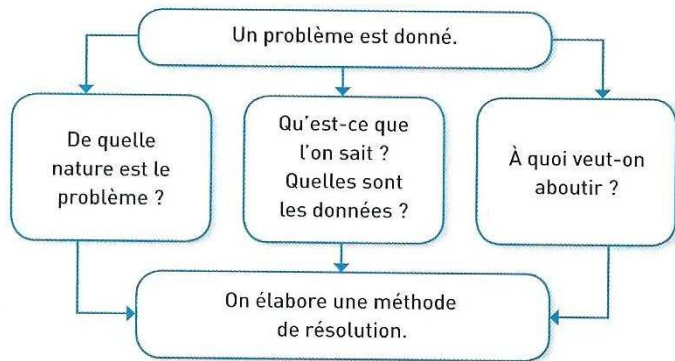 Un problème est donné.
De quelle
nature est le
problème ?
Qu'est-ce que
l'on sait ?
Quelles sont
les données ?
À quoi veut-on
aboutir ?
On élabore une méthode
de résolution.